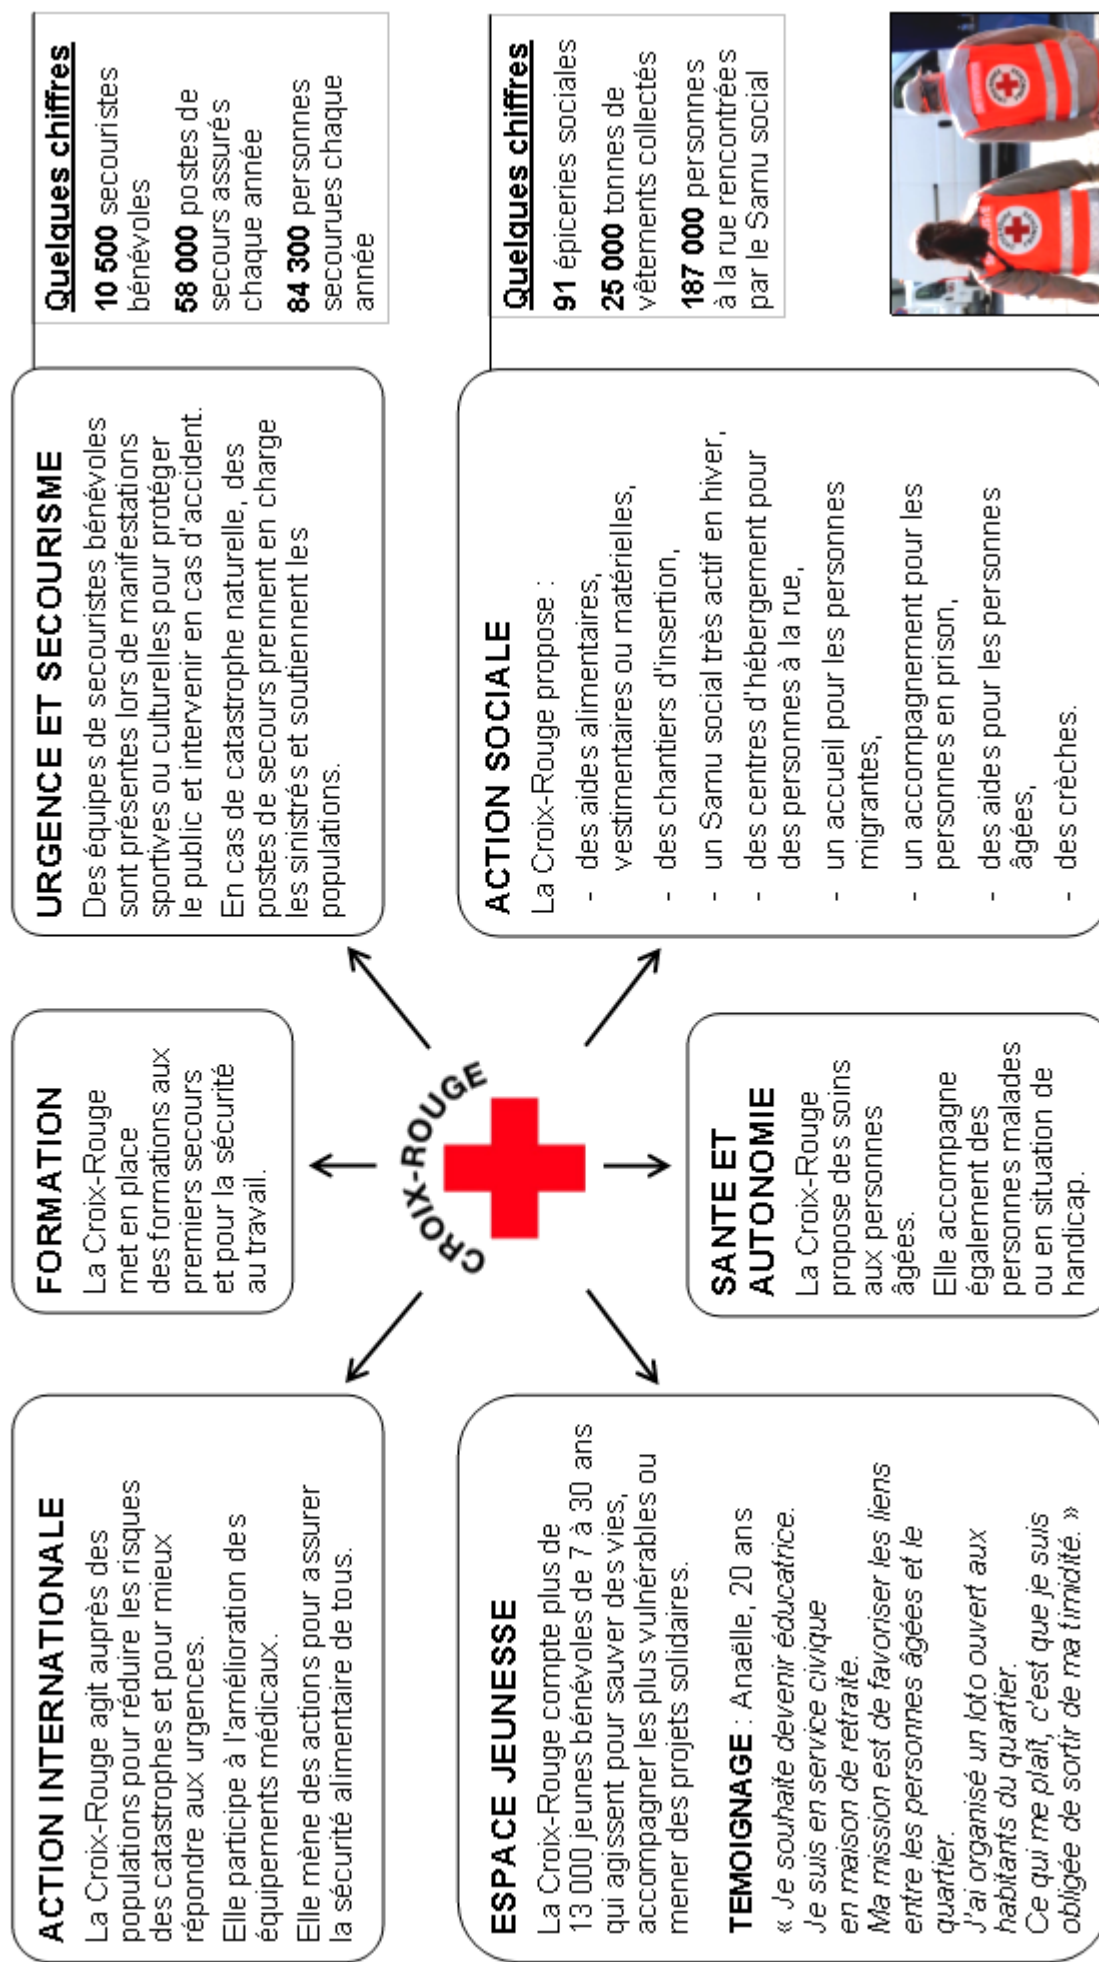 ACTION INTERNATIONALE
La Croix-Rouge agit auprès des
populations pour réduire les risques
des catastrophes et pour mieux
répondre aux urgences.
Elle participe à l'amélioration des
équipements médicaux.
Elle mène des actions pour assurer
la sécurité alimentaire de tous.
FORMATION
La Croix-Rouge
met en place
des formations aux
premiers secours
et pour la sécurité
au travail.
URGENCE ET SECOURISME
Des équipes de secouristes bénévoles
sont présentes lors de manifestations
sportives ou culturelles pour protéger
le public et intervenir en cas d'accident.
En cas de catastrophe naturelle, des
postes de secours prennent en charge
les sinistrés et soutiennent les
populations.
Quelques chiffres
10 500 secouristes
bénévoles
58 000 postes de
secours assurés
chaque année
84 300 personnes
secourues chaque
année
CROIX-ROUGE
ESPACE JEUNESSE
La Croix-Rouge compte plus de
13 000 jeunes bénévoles de 7 à 30 ans
qui agissent pour sauver des vies,
accompagner les plus vulnérables ou
mener des projets solidaires.
TEMOIGNAGE : Anaëlle, 20 ans
« Je souhaite devenir éducatrice.
Je suis en service civique
en maison de retraite.
Ma mission est de favoriser les liens
entre les personnes âgées et le
quartier.
J'ai organisé un loto ouvert aux
habitants du quartier.
Ce qui me plaît, c'est que je suis
obligée de sortir de ma timidité. »
SANTE ET
AUTONOMIE
La Croix-Rouge
propose des soins
aux personnes
âgées.
Elle accompagne
également des
personnes malades
ou en situation de
handicap.
ACTION SOCIALE
La Croix-Rouge propose :
- des aides alimentaires,
vestimentaires ou matérielles,
- des chantiers d'insertion,
- un Samu social très actif en hiver,
- des centres d'hébergement pour
des personnes à la rue,
- un accueil pour les personnes
migrantes,
- un accompagnement pour les
personnes en prison,
- des aides pour les personnes
âgées,
- des crèches.
Quelques chiffres
91 épiceries sociales
25 000 tonnes de
vêtements collectés
187 000 personnes
à la rue rencontrées
par le Samu social